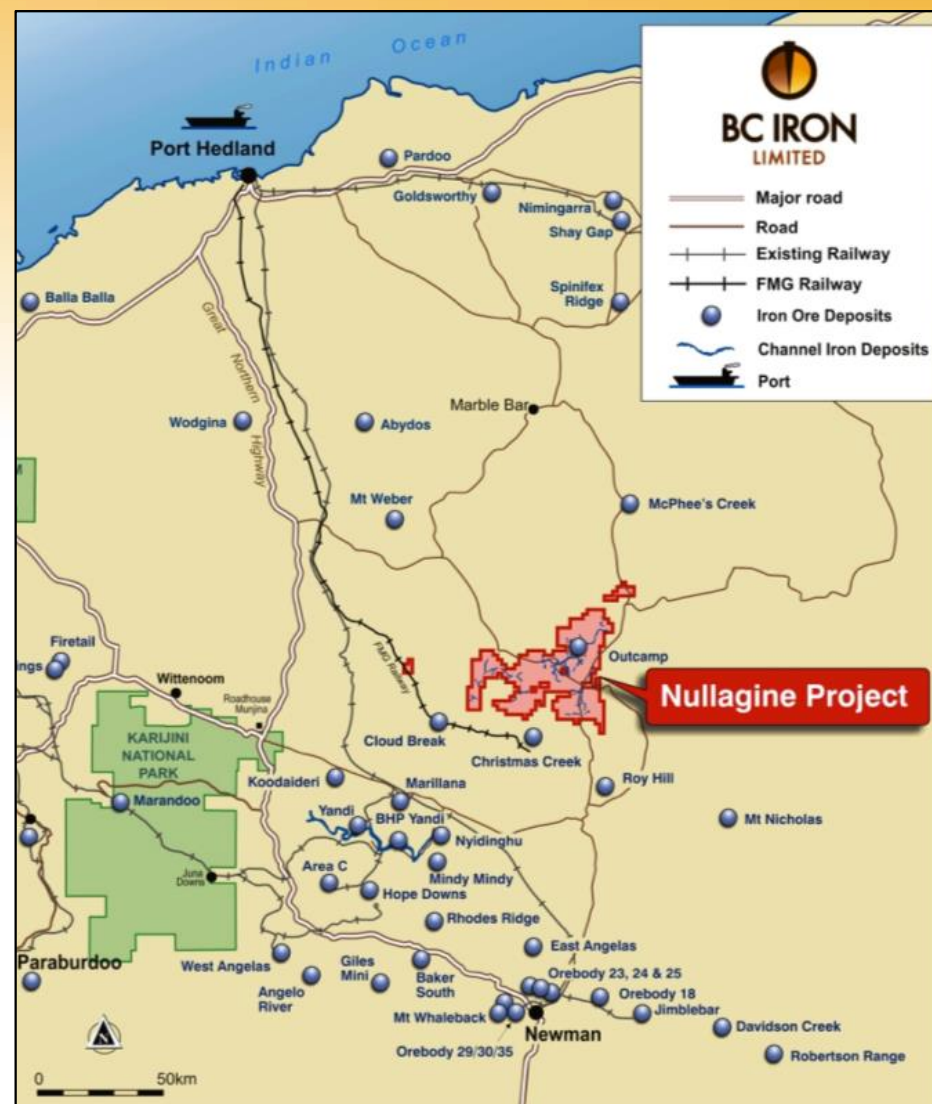 Indian Ocean
BC IRON
LIMITED
Major road
Road
Existing Railway
FMG Railway
Iron Ore Deposits
Channel Iron Deposits
Port
Port Hedland
Pardoo
Goldsworthy
Nimingarra
Shay Gap
Balla Balla
Spinifex
Ridge
Great
Northern
Highway
Marble Bar
Wodgina
Abydos
Mt Weber
McPhee's Creek
M
Firetail
ings
Wittenoom
Roadhouse
Munjina
FMG Railway
Outcamp
Nullagine Project
KARIJINI
NATIONAL
PARK
Cloud Break
Christmas Creek
Koodaideri
Marillana
Roy Hill
Marandoo
Yandi
BHP Yandi
Nyidinghu
Mt Nicholas
Juna
Downs
Area C
Mindy Mindy
Hope Downs
Rhodes Ridge
East Angelas
Paraburdoo
West Angelas
Giles
Mini
Baker
South
Orebody 23, 24 & 25
Angelo
River
Orebody 18
Mt Whaleback
Jimblebar
Newman
Davidson Creek
Orebody 29/30/35
Robertson Range
N
0 50km